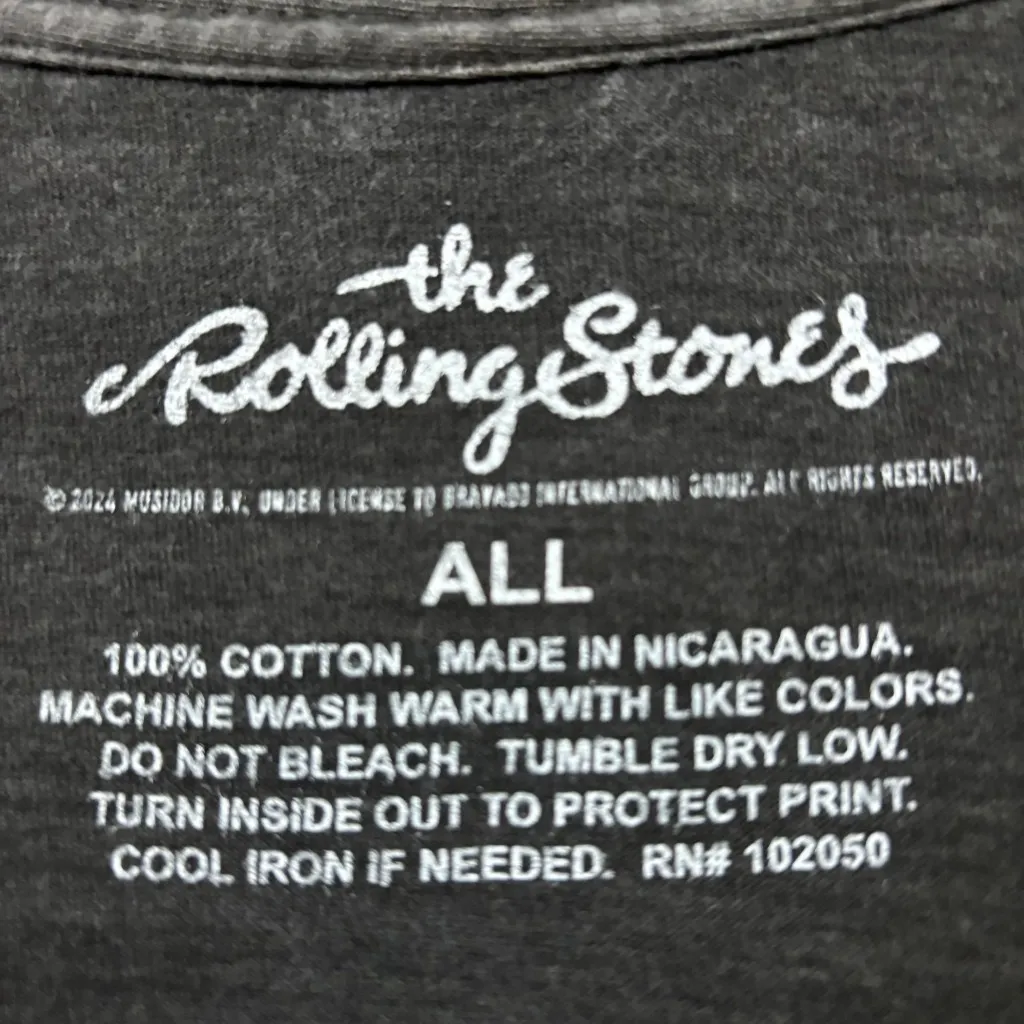 the
Rolling Stones
© 2024 MUSIDOR B.V. UNDER LICENSE TO BRAVADO INTERNATIONAL GROUP. ALL RIGHTS RESERVED.
ALL
100% COTTON. MADE IN NICARAGUA.
MACHINE WASH WARM WITH LIKE COLORS.
DO NOT BLEACH. TUMBLE DRY LOW.
TURN INSIDE OUT TO PROTECT PRINT.
COOL IRON IF NEEDED. RN# 102050